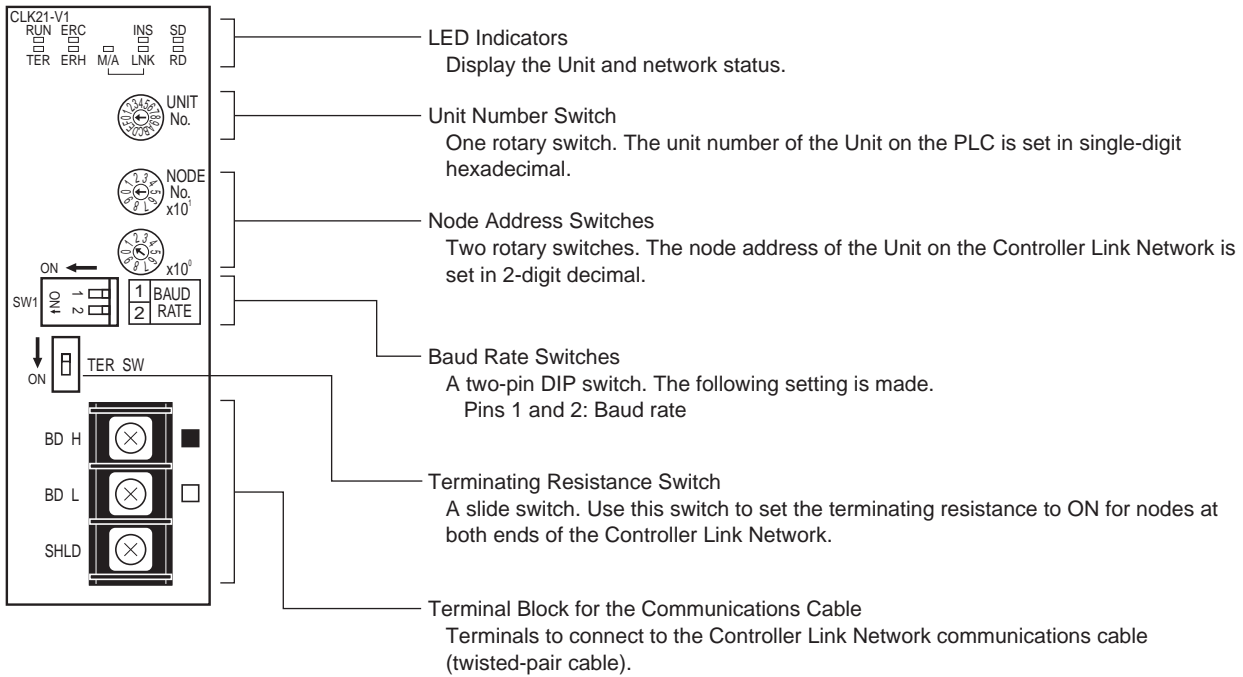 CLK21-V1
RUN ERC INS SD
TER ERH M/A LNK RD
UNIT
No.
0123456789ABCDEF
NODE
No.
x10¹
0123456789
x10⁰
0123456789
ON
SW1
ON
1
2
1 BAUD
2 RATE
TER SW
ON
BD H
BD L
SHLD
LED Indicators
Display the Unit and network status.
Unit Number Switch
One rotary switch. The unit number of the Unit on the PLC is set in single-digit
hexadecimal.
Node Address Switches
Two rotary switches. The node address of the Unit on the Controller Link Network is
set in 2-digit decimal.
Baud Rate Switches
A two-pin DIP switch. The following setting is made.
Pins 1 and 2: Baud rate
Terminating Resistance Switch
A slide switch. Use this switch to set the terminating resistance to ON for nodes at
both ends of the Controller Link Network.
Terminal Block for the Communications Cable
Terminals to connect to the Controller Link Network communications cable
(twisted-pair cable).